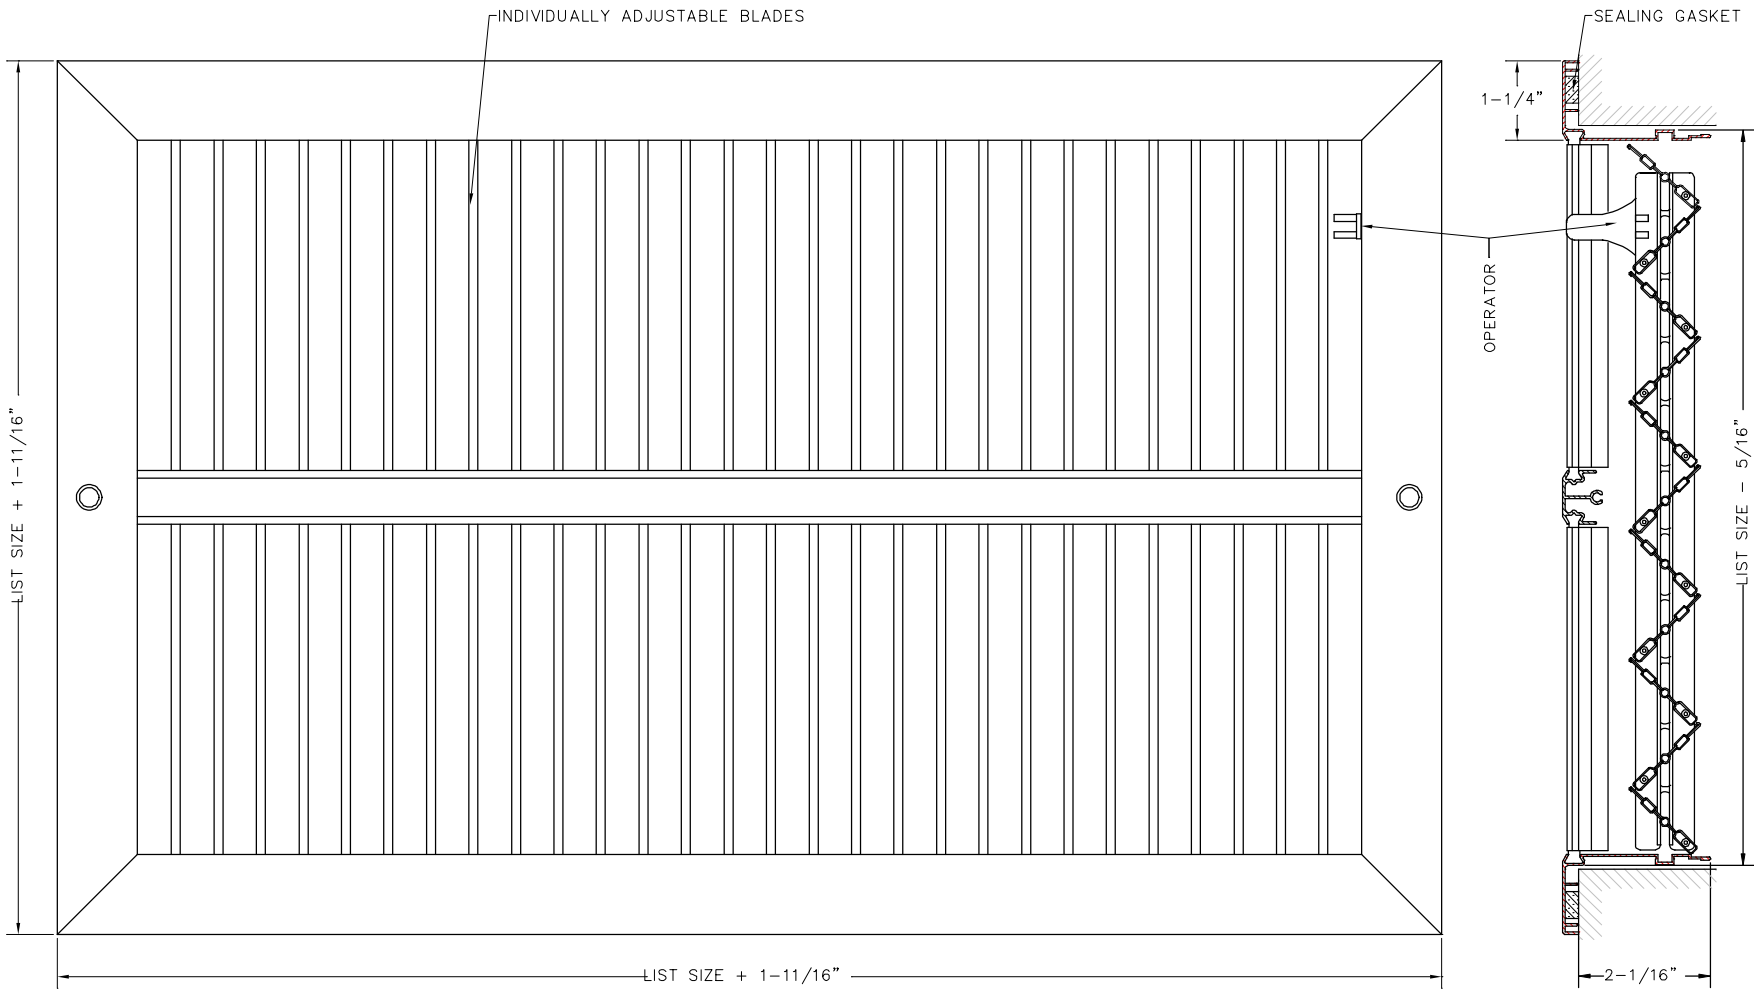 INDIVIDUALLY ADJUSTABLE BLADES
SEALING GASKET
1-1/4"
OPERATOR
LIST SIZE + 1-11/16"
LIST SIZE - 5/16"
LIST SIZE + 1-11/16"
2-1/16"